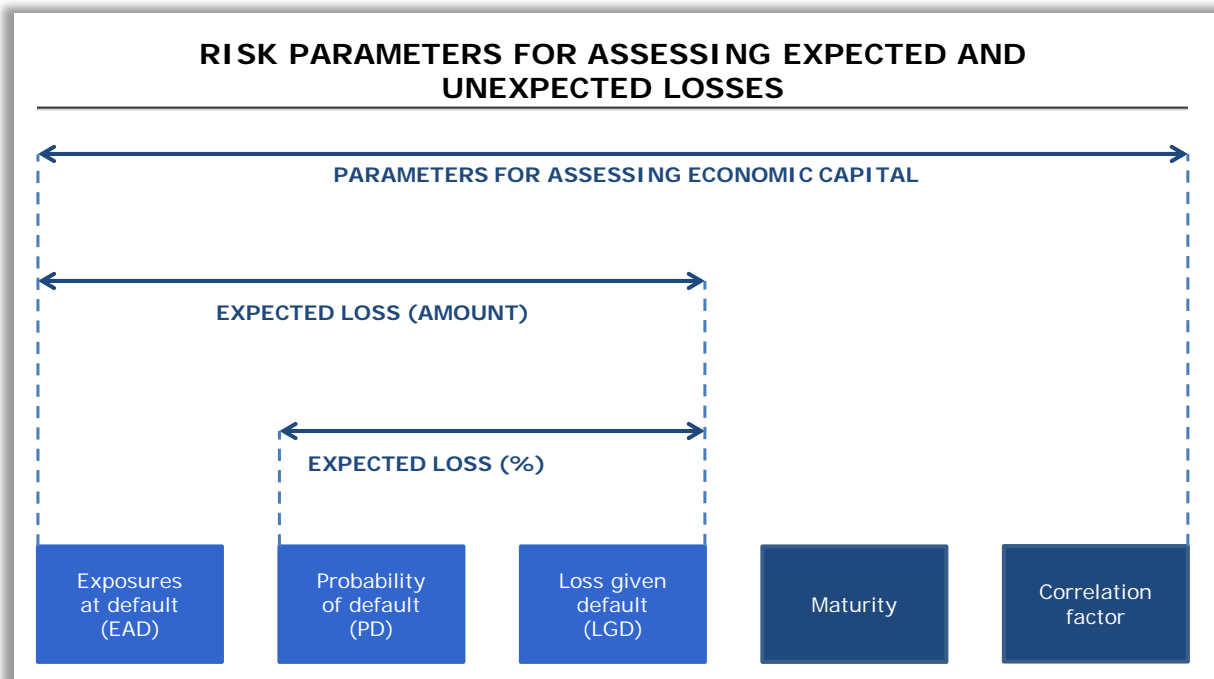 RISK PARAMETERS FOR ASSESSING EXPECTED AND
UNEXPECTED LOSSES
PARAMETERS FOR ASSESSING ECONOMIC CAPITAL
EXPECTED LOSS (AMOUNT)
EXPECTED LOSS (%)
Exposures
at default
(EAD)
Probability
of default
(PD)
Loss given
default
(LGD)
Maturity
Correlation
factor